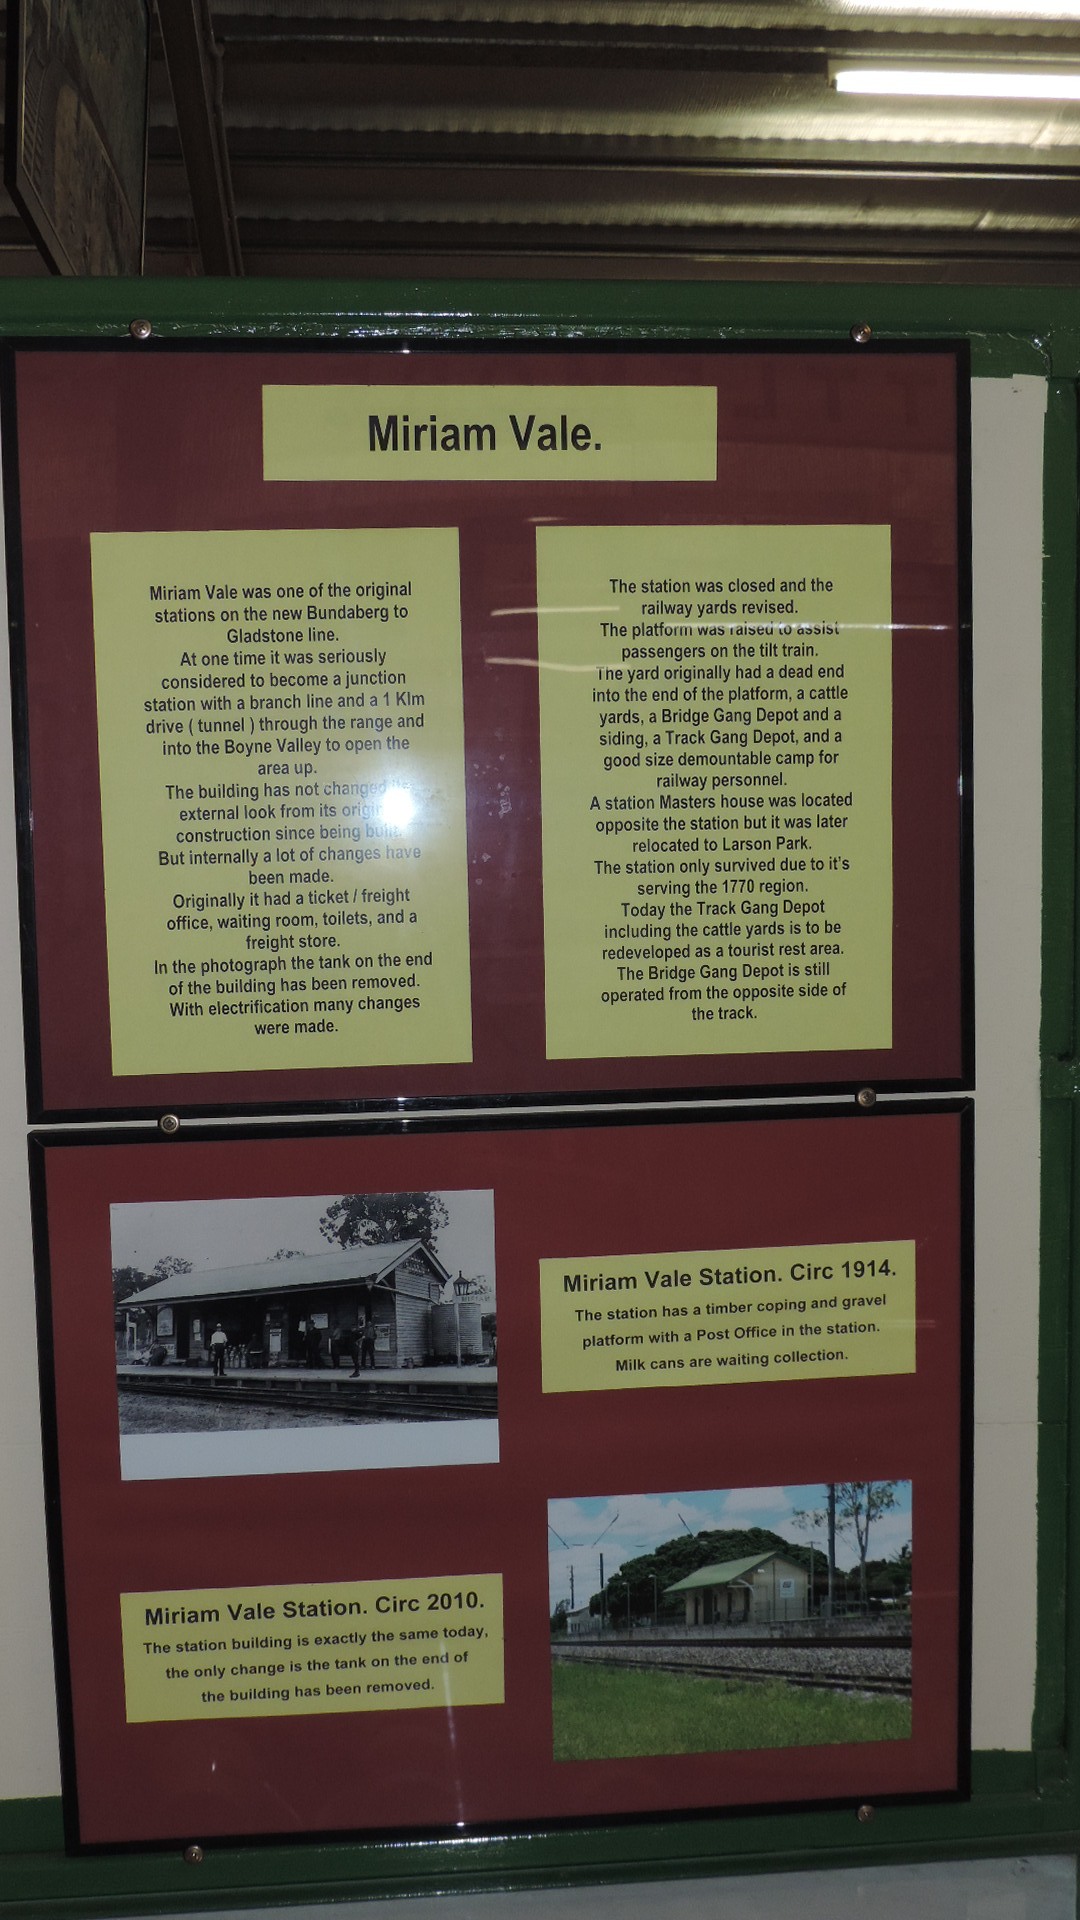 Miriam Vale.
Miriam Vale was one of the original
stations on the new Bundaberg to
Gladstone line.
At one time it was seriously
considered to become a junction
station with a branch line and a 1 Klm
drive ( tunnel ) through the range and
into the Boyne Valley to open the
area up.
The building has not changed its
external look from its
construction since being built.
But internally a lot of changes have
been made.
Originally it had a ticket / freight
office, waiting room, toilets, and a
freight store.
In the photograph the tank on the end
of the building has been removed.
With electrification many changes
were made.
The station was closed and the
railway yards revised.
The platform was raised to assist
passengers on the tilt train.
The yard originally had a dead end
into the end of the platform, a cattle
yards, a Bridge Gang Depot and a
siding, a Track Gang Depot, and a
good size demountable camp for
railway personnel.
A station Masters house was located
opposite the station but it was later
relocated to Larson Park.
The station only survived due to it's
serving the 1770 region.
Today the Track Gang Depot
including the cattle yards is to be
redeveloped as a tourist rest area.
The Bridge Gang Depot is still
operated from the opposite side of
the track.
Miriam Vale Station. Circ 1914.
The station has a timber coping and gravel
platform with a Post Office in the station.
Milk cans are waiting collection.
Miriam Vale Station. Circ 2010.
The station building is exactly the same today,
the only change is the tank on the end of
the building has been removed.